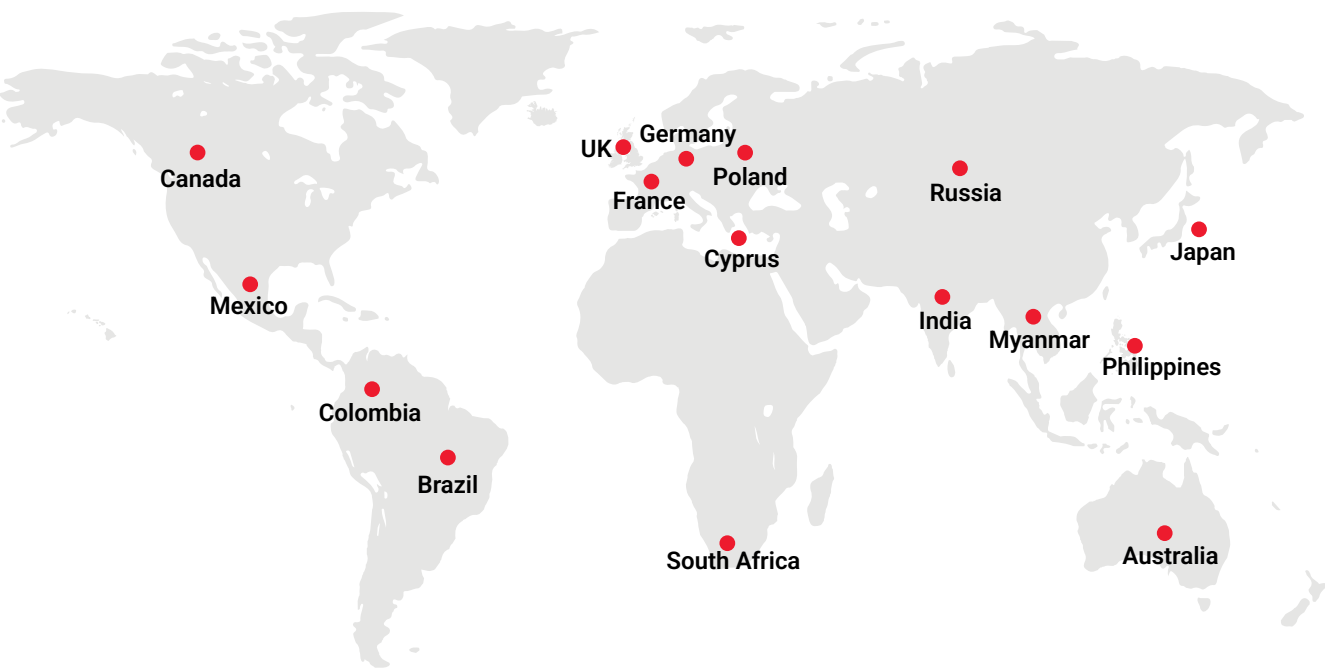 Germany
UK
Canada
Poland
Russia
France
Japan
Cyprus
Mexico
India
Myanmar
Philippines
Colombia
Brazil
South Africa
Australia